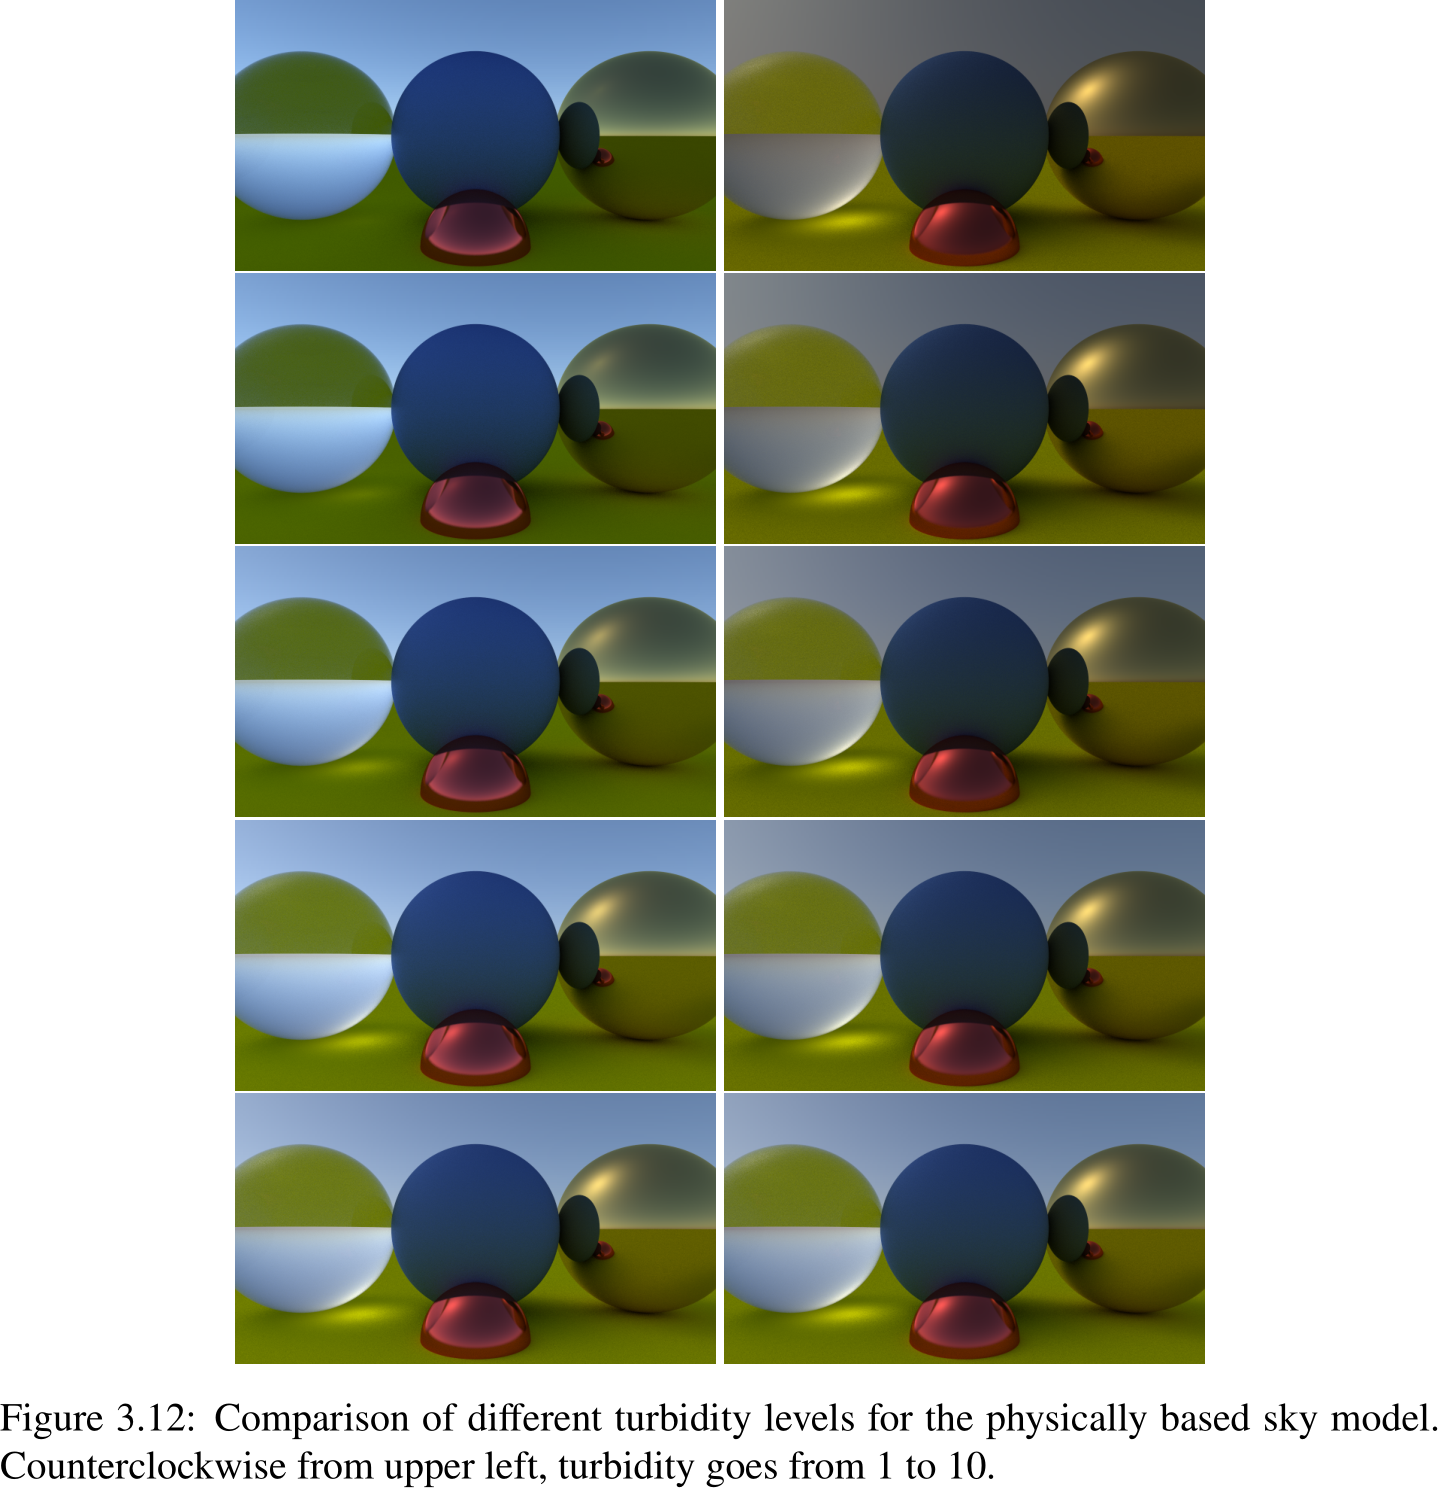 Figure 3.12: Comparison of different turbidity levels for the physically based sky model.
Counterclockwise from upper left, turbidity goes from 1 to 10.